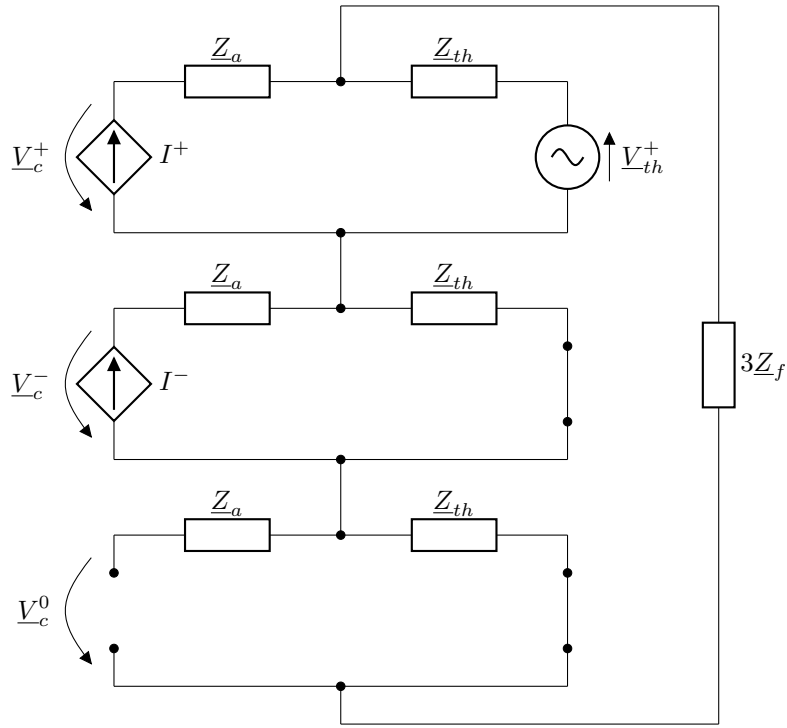 Z_a
Z_th
V_c^+
I^+
V_th^+
Z_a
Z_th
V_c^-
I^-
3Z_f
Z_a
Z_th
V_c^0